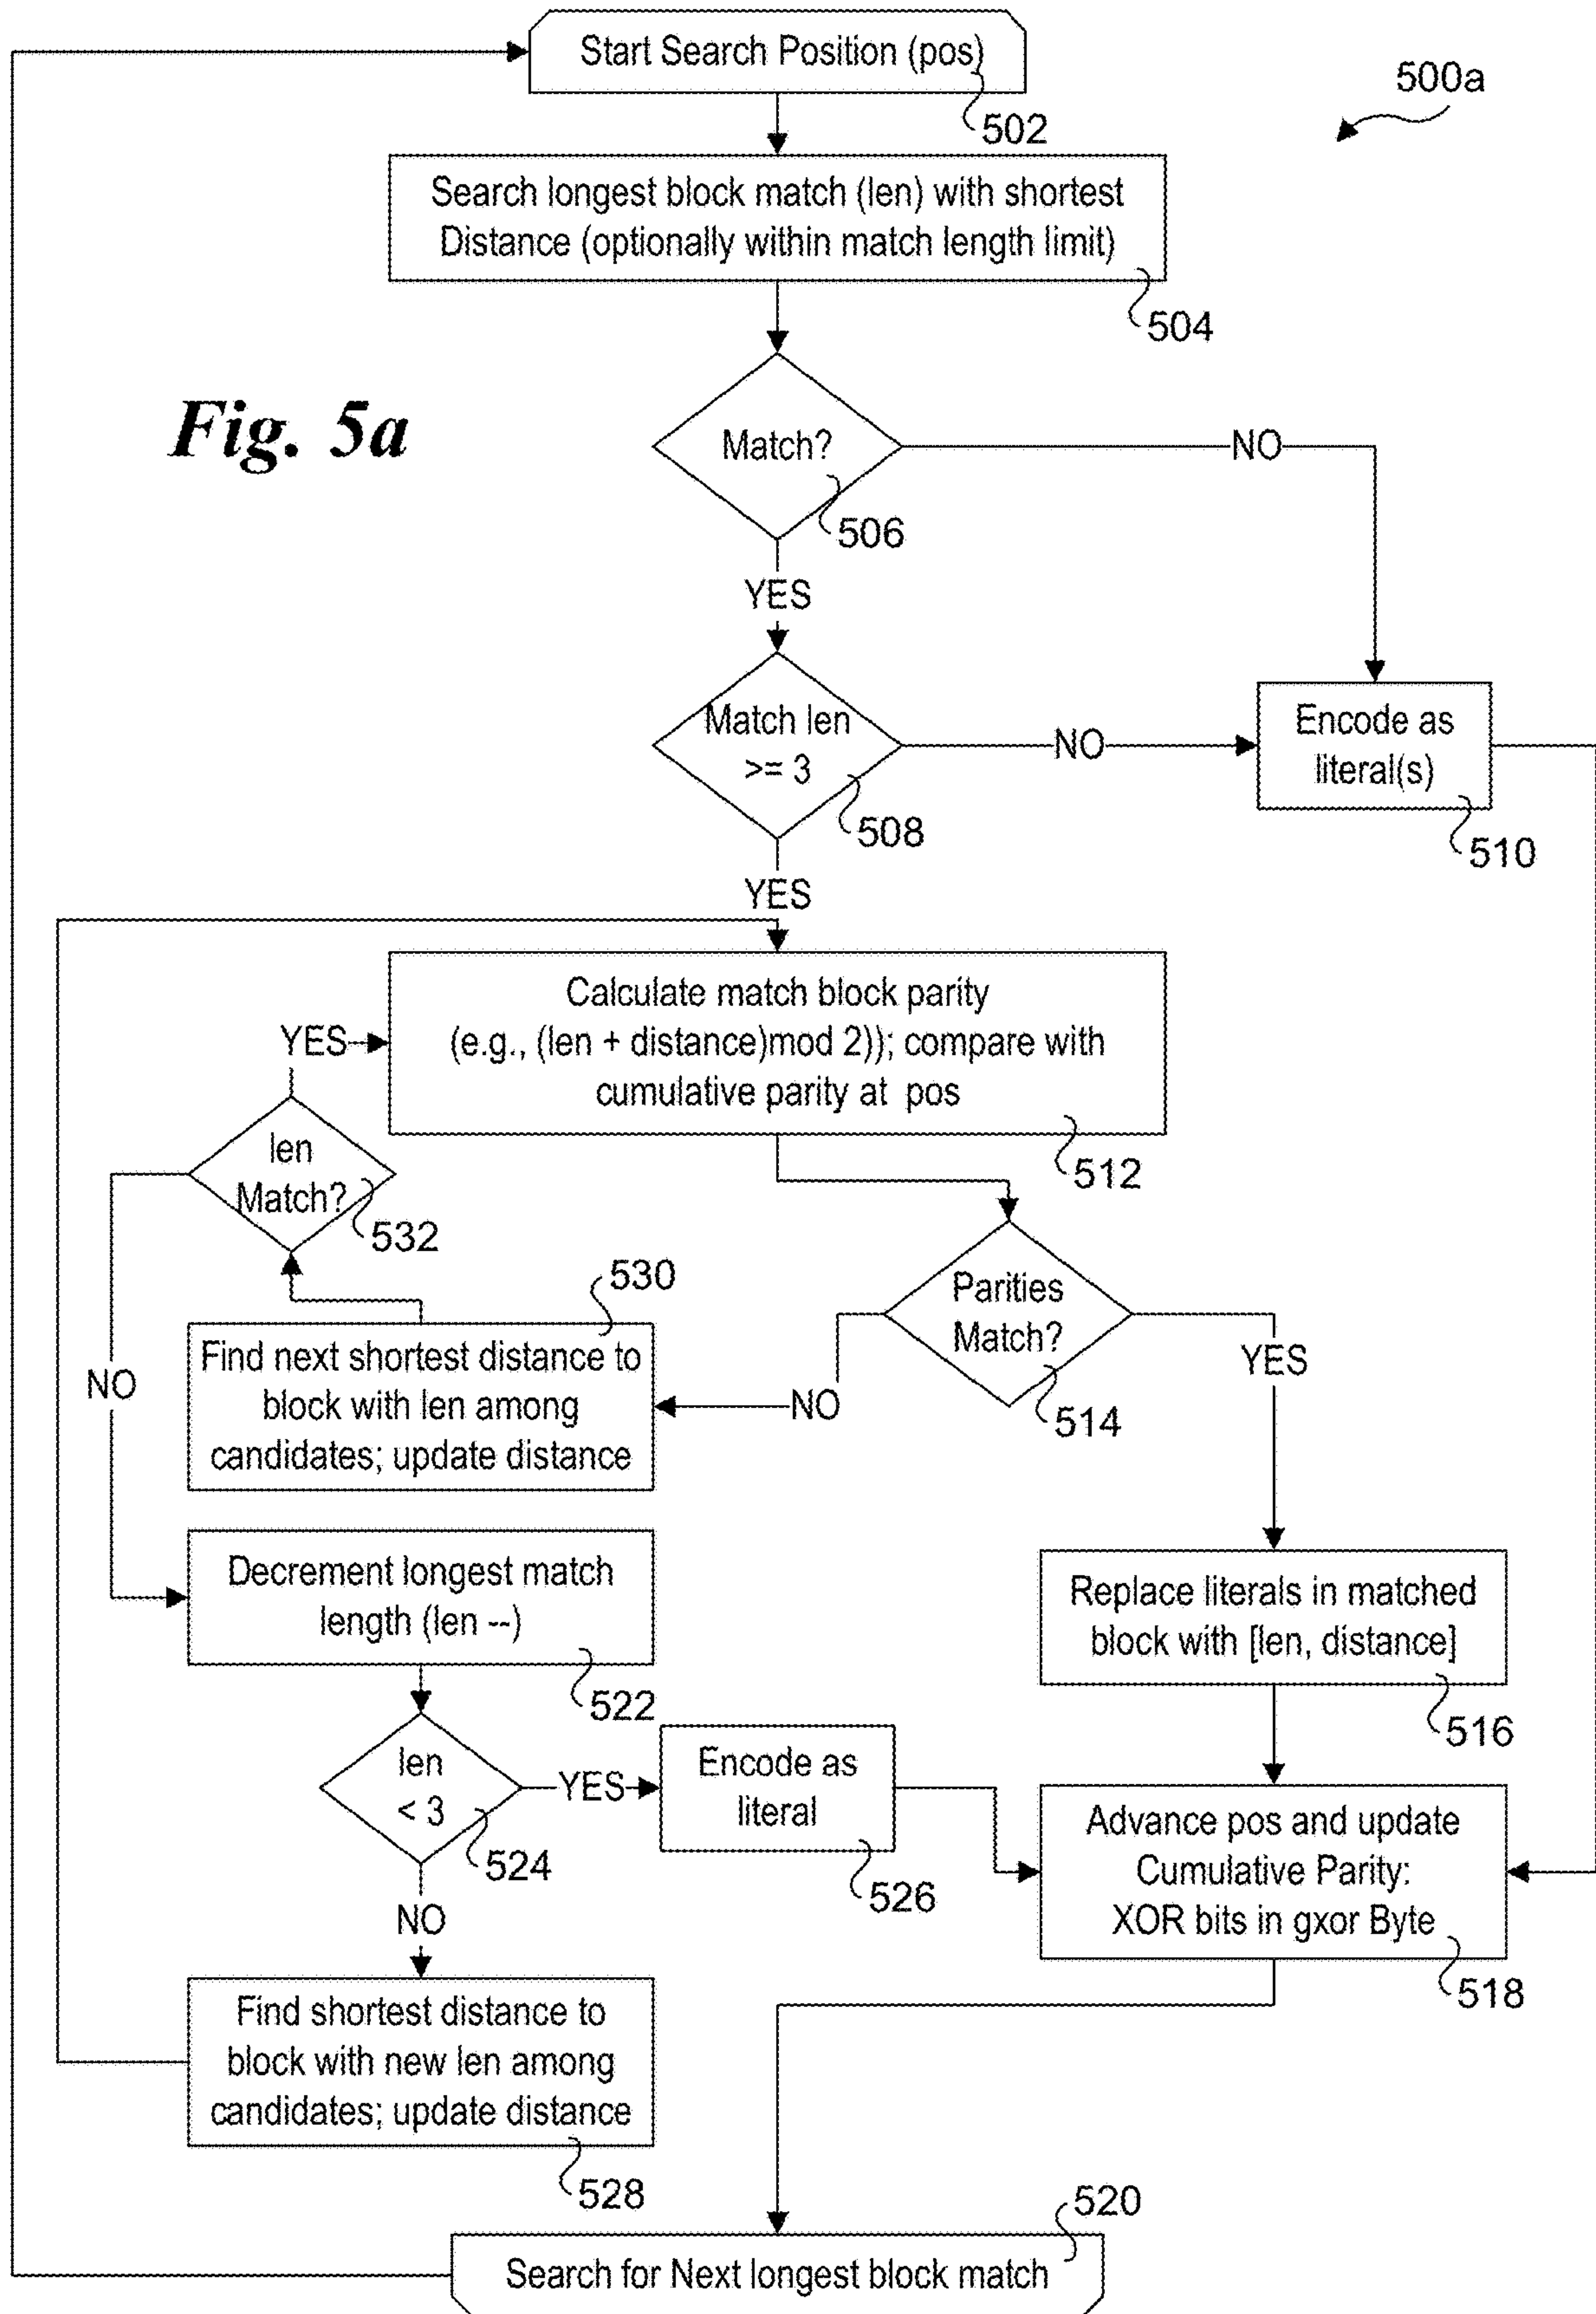 Start Search Position (pos)
502
500a
Search longest block match (len) with shortest
Distance (optionally within match length limit)
504
Fig. 5a
Match?
NO
506
YES
Match len
>= 3
NO
508
Encode as
literal(s)
510
YES
Calculate match block parity
(e.g., (len + distance)mod 2)); compare with
cumulative parity at pos
512
YES
len
Match?
532
530
Find next shortest distance to
block with len among
candidates; update distance
NO
Parities
Match?
514
NO
YES
Decrement longest match
length (len --)
522
Replace literals in matched
block with [len, distance]
516
len
< 3
524
YES
Encode as
literal
526
Advance pos and update
Cumulative Parity:
XOR bits in gxor Byte
518
NO
Find shortest distance to
block with new len among
candidates; update distance
528
520
Search for Next longest block match